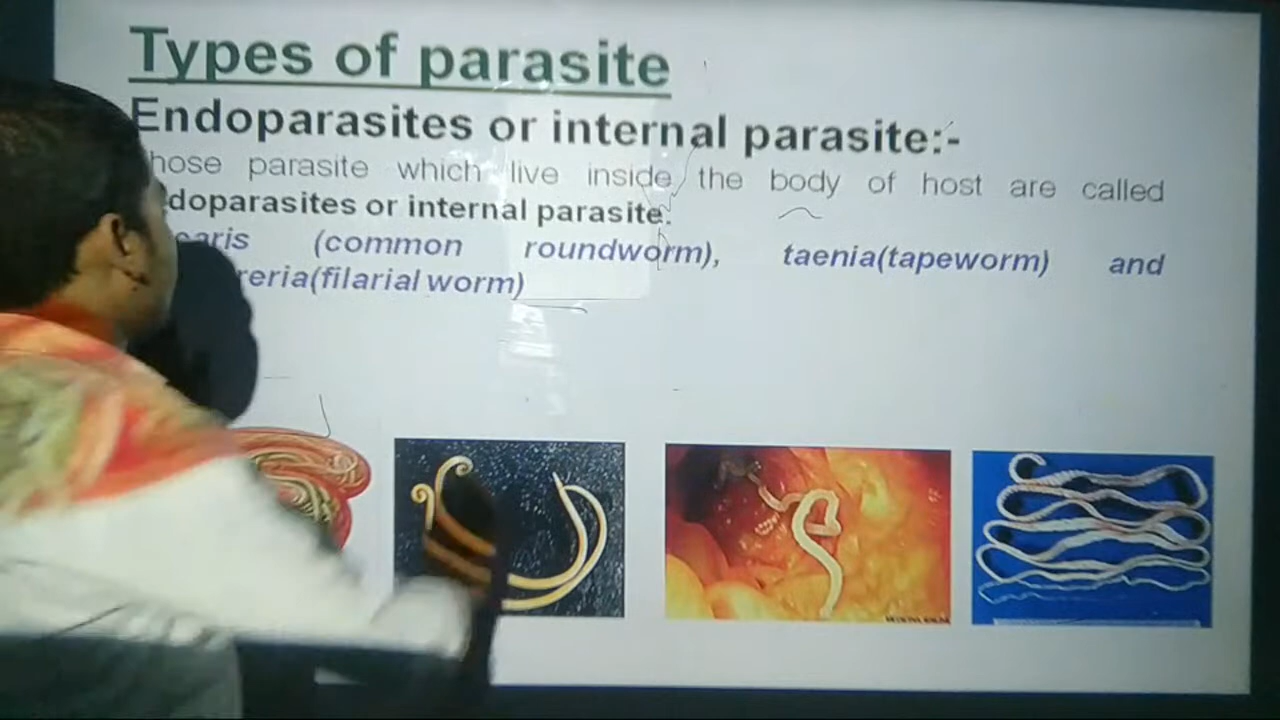 Types of parasite
Endoparasites or internal parasite:-
hose parasite which live inside the body of host are called
doparasites or internal parasite.
caris (common roundworm), taenia(tapeworm) and
reria(filarial worm)